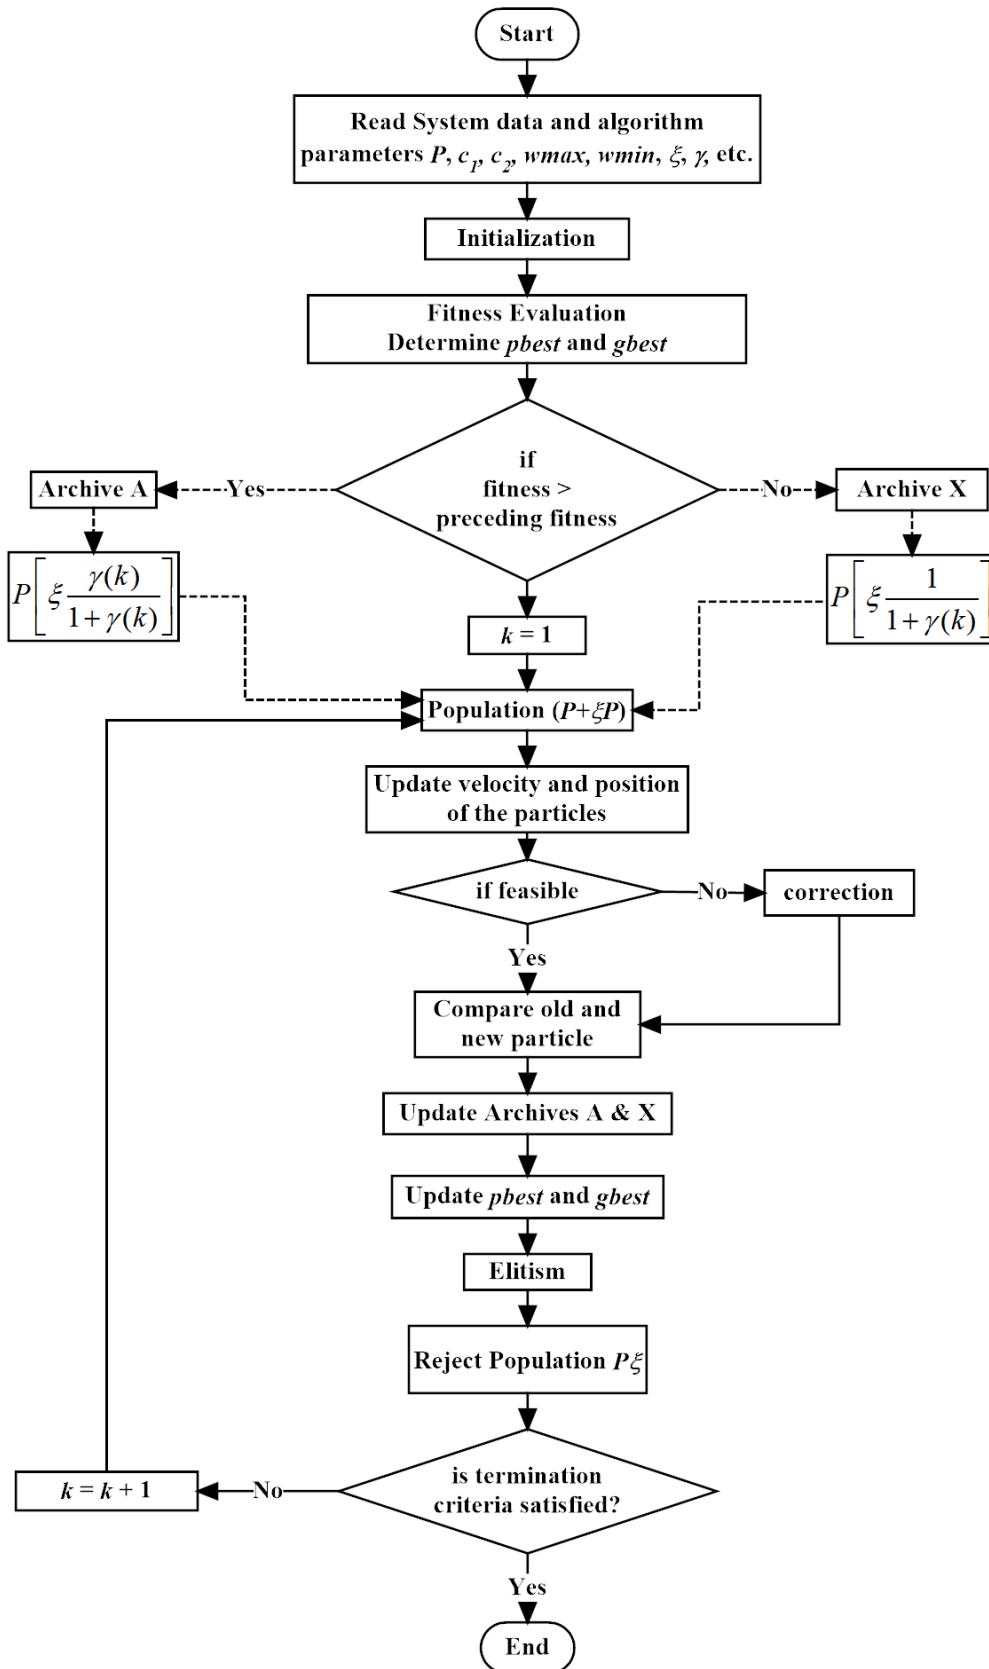 Start
Read System data and algorithm
parameters P, c₁, c₂, wmax, wmin, ξ, γ, etc.
Initialization
Fitness Evaluation
Determine pbest and gbest
if
fitness >
preceding fitness
Yes
No
Archive A
Archive X
P[ξ γ(k)/(1+γ(k))]
P[ξ 1/(1+γ(k))]
k = 1
Population (P+ξP)
Update velocity and position
of the particles
if feasible
No
correction
Yes
Compare old and
new particle
Update Archives A & X
Update pbest and gbest
Elitism
Reject Population Pξ
is termination
criteria satisfied?
No
k = k + 1
Yes
End